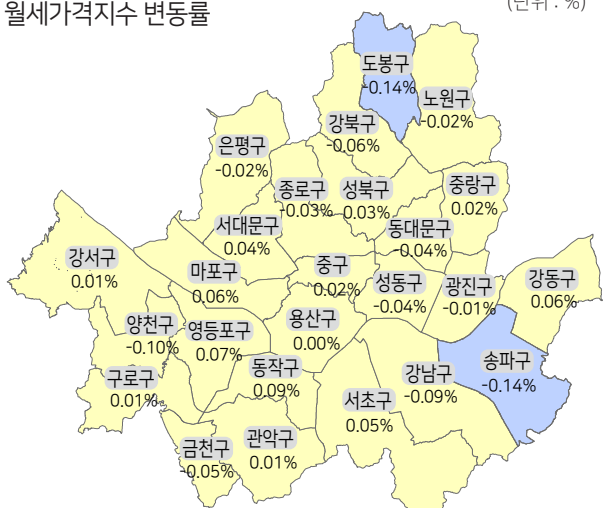 월세가격지수 변동률
(단위 : %)
도봉구
-0.14%
노원구
-0.02%
강북구
-0.06%
은평구
-0.02%
종로구
-0.03%
성북구
0.03%
중랑구
0.02%
서대문구
0.04%
동대문구
-0.04%
강서구
0.01%
마포구
0.06%
중구
0.02%
성동구
-0.04%
광진구
-0.01%
강동구
0.06%
양천구
-0.10%
영등포구
0.07%
용산구
0.00%
동작구
0.09%
구로구
0.01%
서초구
0.05%
강남구
-0.09%
송파구
-0.14%
금천구
-0.05%
관악구
0.01%